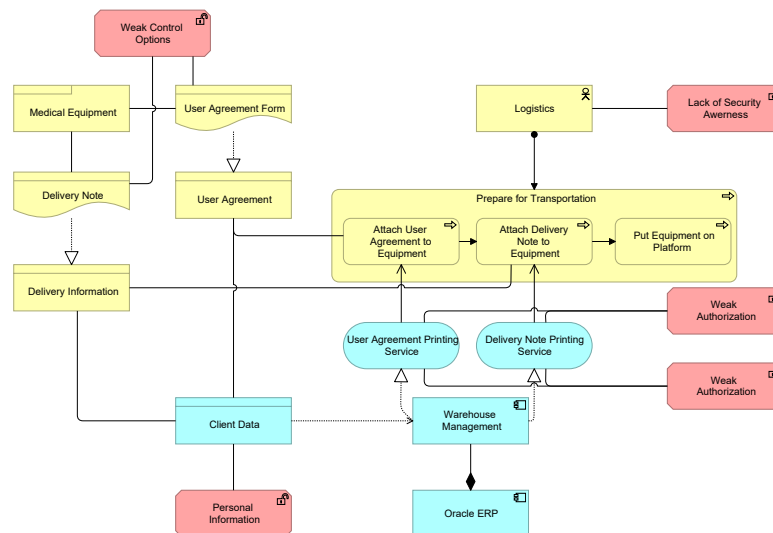 Weak Control
Options
Medical Equipment
User Agreement Form
Logistics
Lack of Security
Awerness
Delivery Note
User Agreement
Prepare for Transportation
Attach User
Agreement to
Equipment
Attach Delivery
Note to
Equipment
Put Equipment on
Platform
Delivery Information
Weak
Authorization
User Agreement Printing
Service
Delivery Note Printing
Service
Weak
Authorization
Client Data
Warehouse
Management
Personal
Information
Oracle ERP